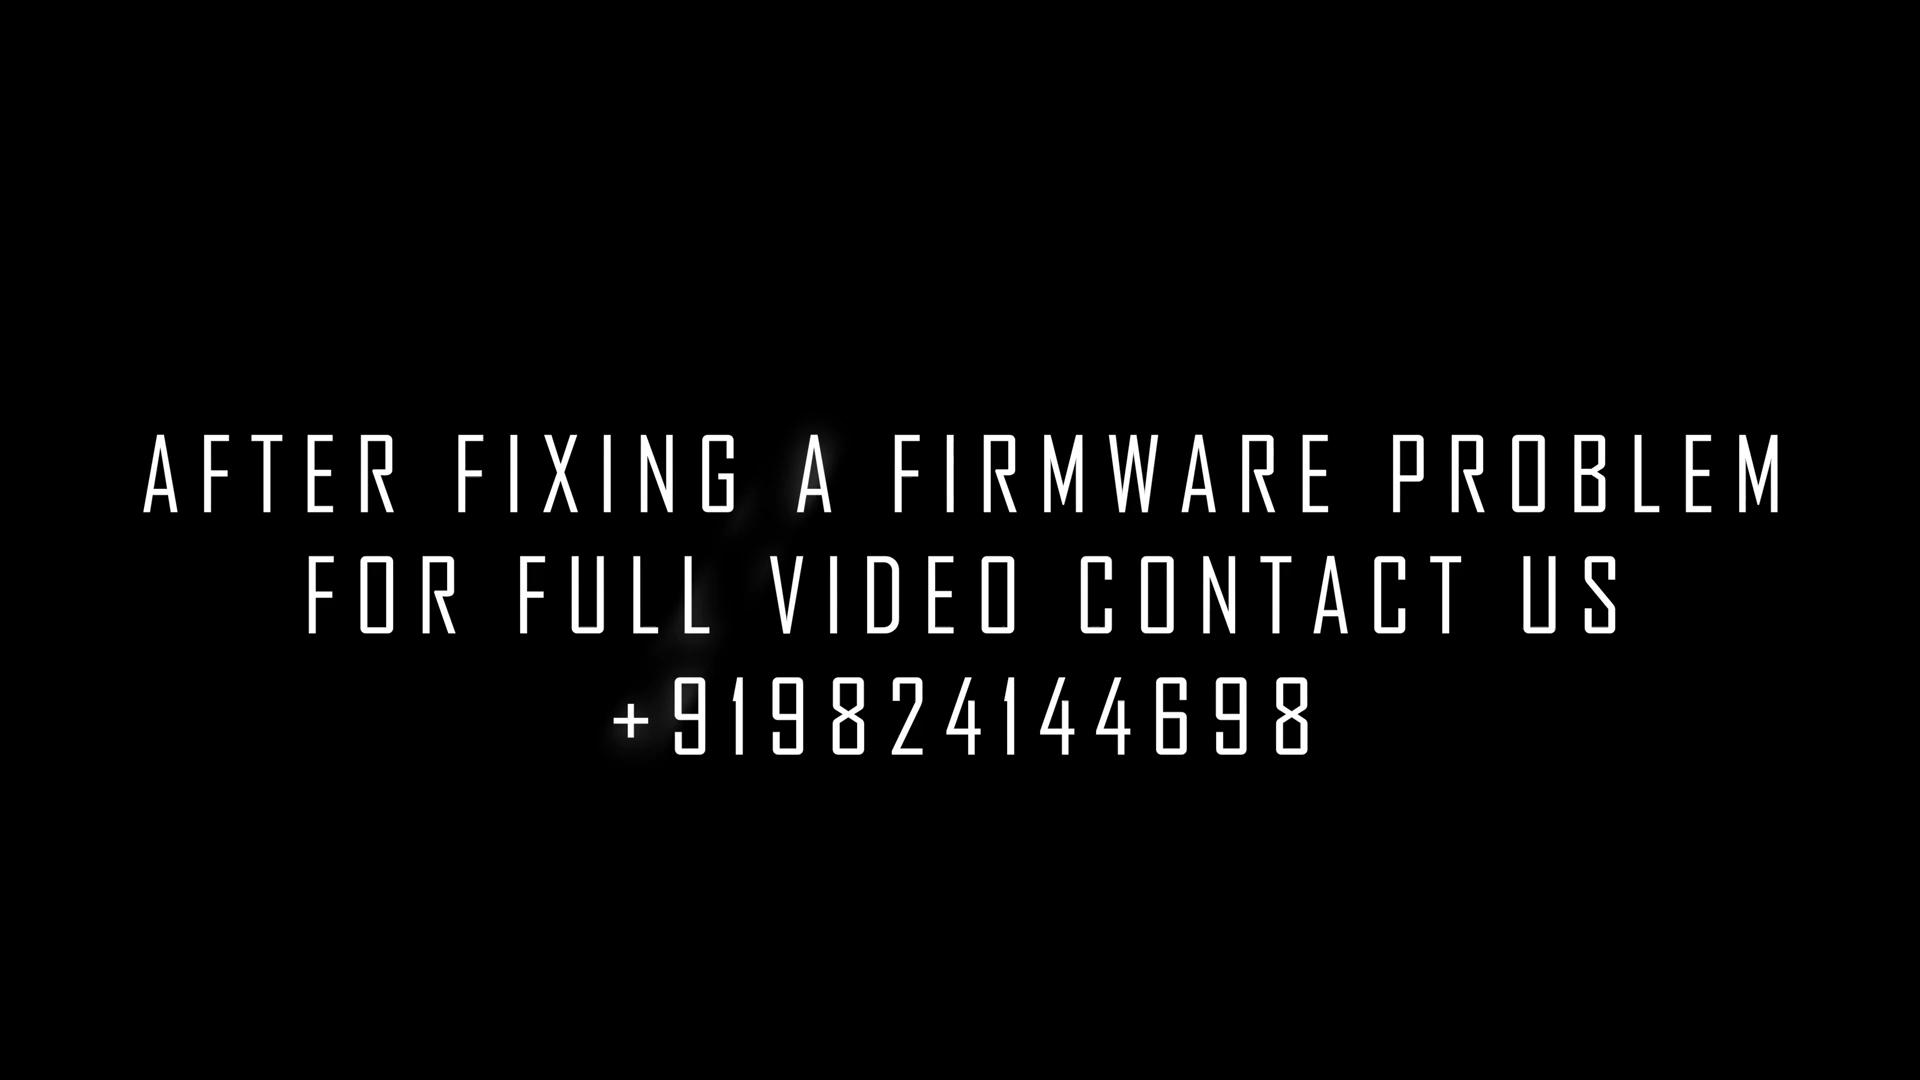 AFTER FIXING A FIRMWARE PROBLEM
FOR FULL VIDEO CONTACT US
+919824144698